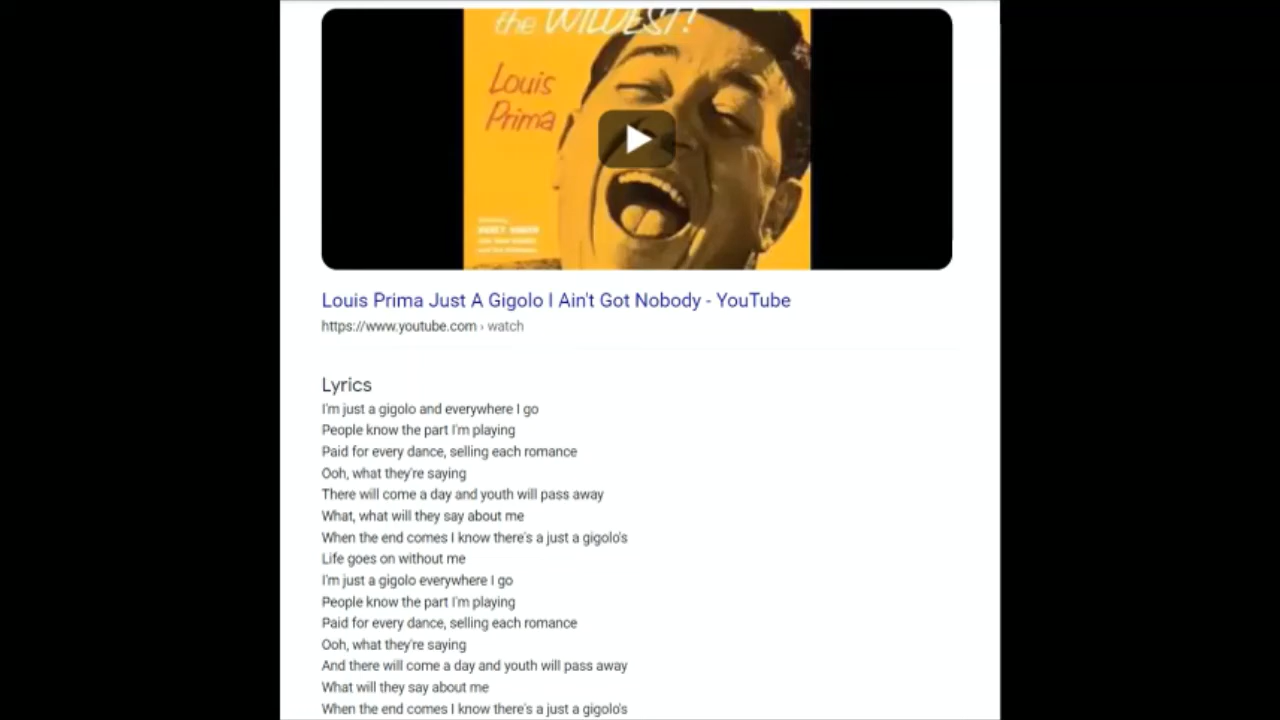 the WILDEST!
Louis
Prima
Louis Prima Just A Gigolo I Ain't Got Nobody - YouTube
https://www.youtube.com › watch
Lyrics
I'm just a gigolo and everywhere I go
People know the part I'm playing
Paid for every dance, selling each romance
Ooh, what they're saying
There will come a day and youth will pass away
What, what will they say about me
When the end comes I know there's a just a gigolo's
Life goes on without me
I'm just a gigolo everywhere I go
People know the part I'm playing
Paid for every dance, selling each romance
Ooh, what they're saying
And there will come a day and youth will pass away
What will they say about me
When the end comes I know there's a just a gigolo's